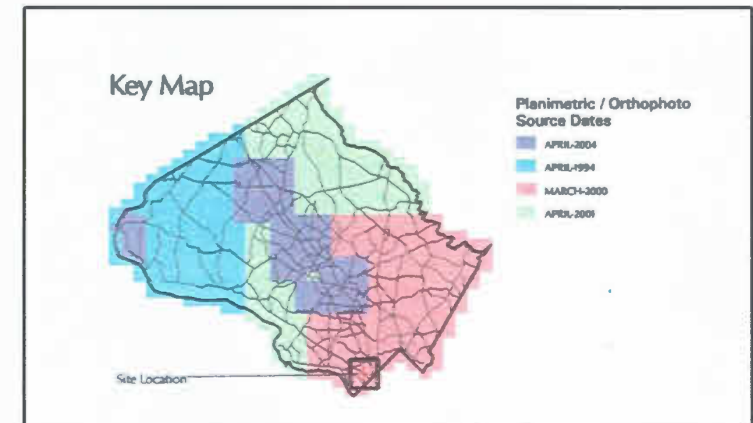 Key Map
Planimetric / Orthophoto
Source Dates
APRIL-2004
APRIL-1994
MARCH-2000
APRIL-2001
Site Location